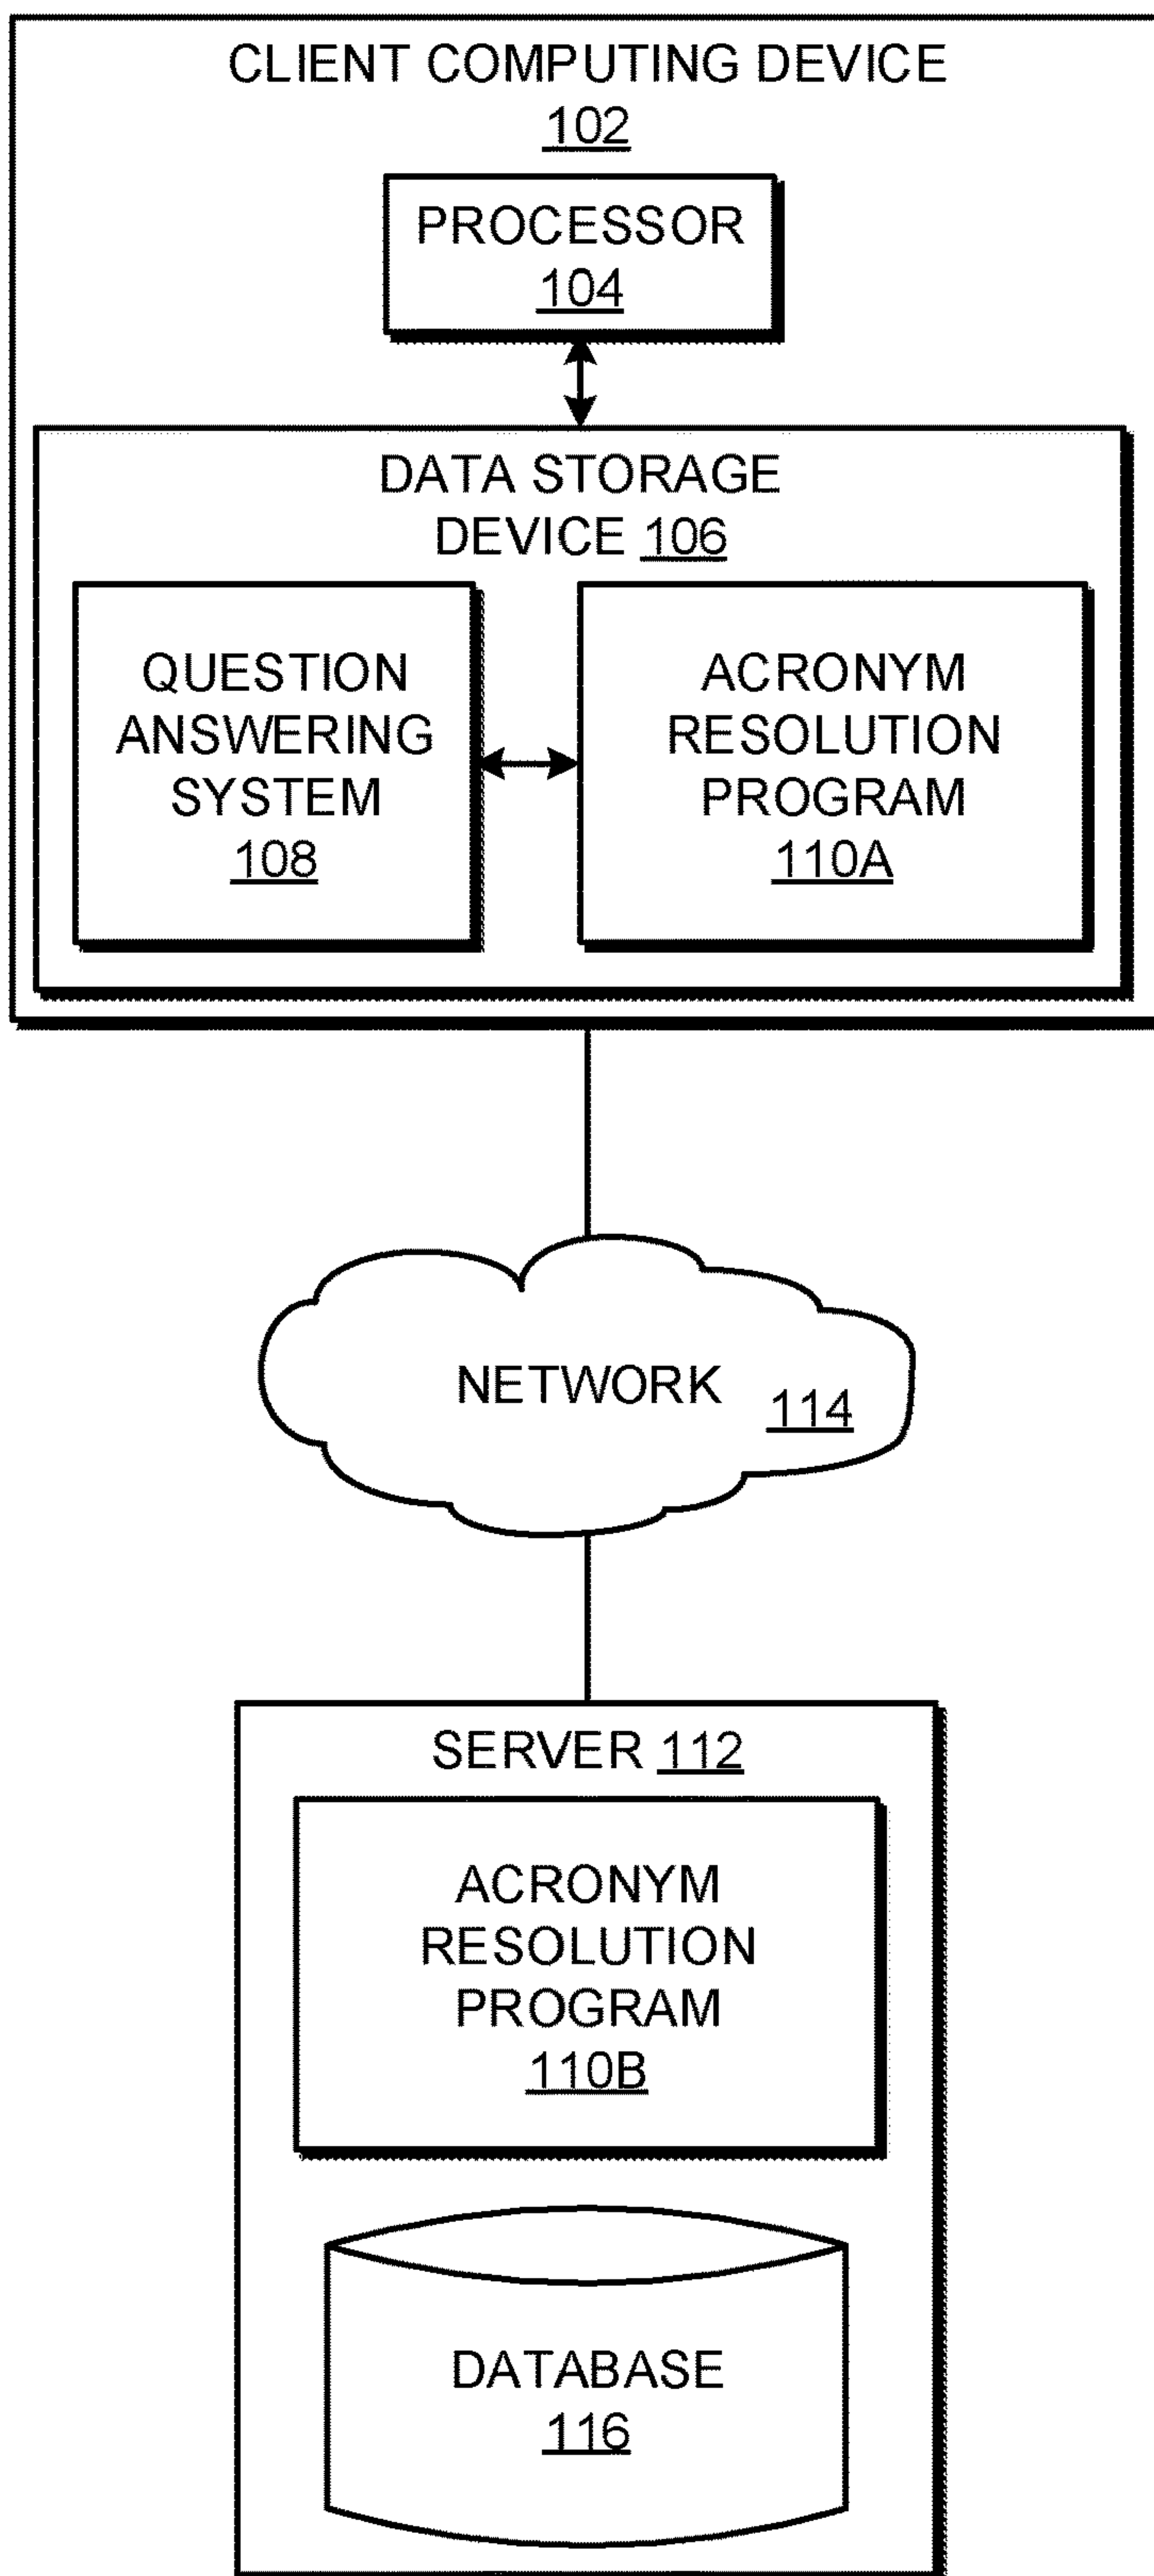 CLIENT COMPUTING DEVICE
102
PROCESSOR
104
DATA STORAGE
DEVICE 106
QUESTION
ANSWERING
SYSTEM
108
ACRONYM
RESOLUTION
PROGRAM
110A
NETWORK 114
SERVER 112
ACRONYM
RESOLUTION
PROGRAM
110B
DATABASE
116